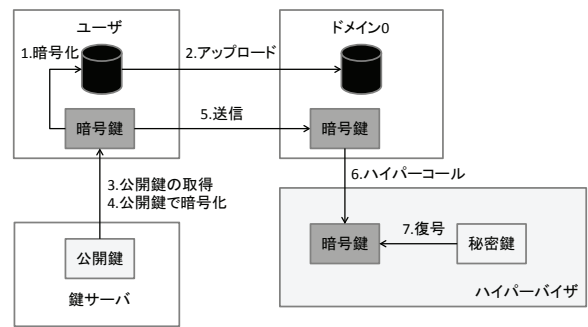 ユーザ
ドメイン0
1.暗号化
2.アップロード
暗号鍵
5.送信
暗号鍵
3.公開鍵の取得
4.公開鍵で暗号化
6.ハイパーコール
公開鍵
鍵サーバ
暗号鍵
7.復号
秘密鍵
ハイパーバイザ